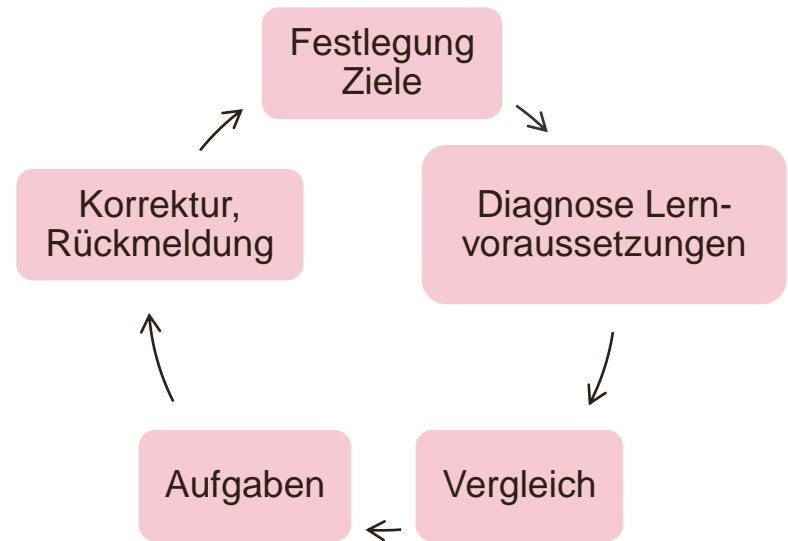 Festlegung
Ziele
Diagnose Lern-
voraussetzungen
Vergleich
Aufgaben
Korrektur,
Rückmeldung